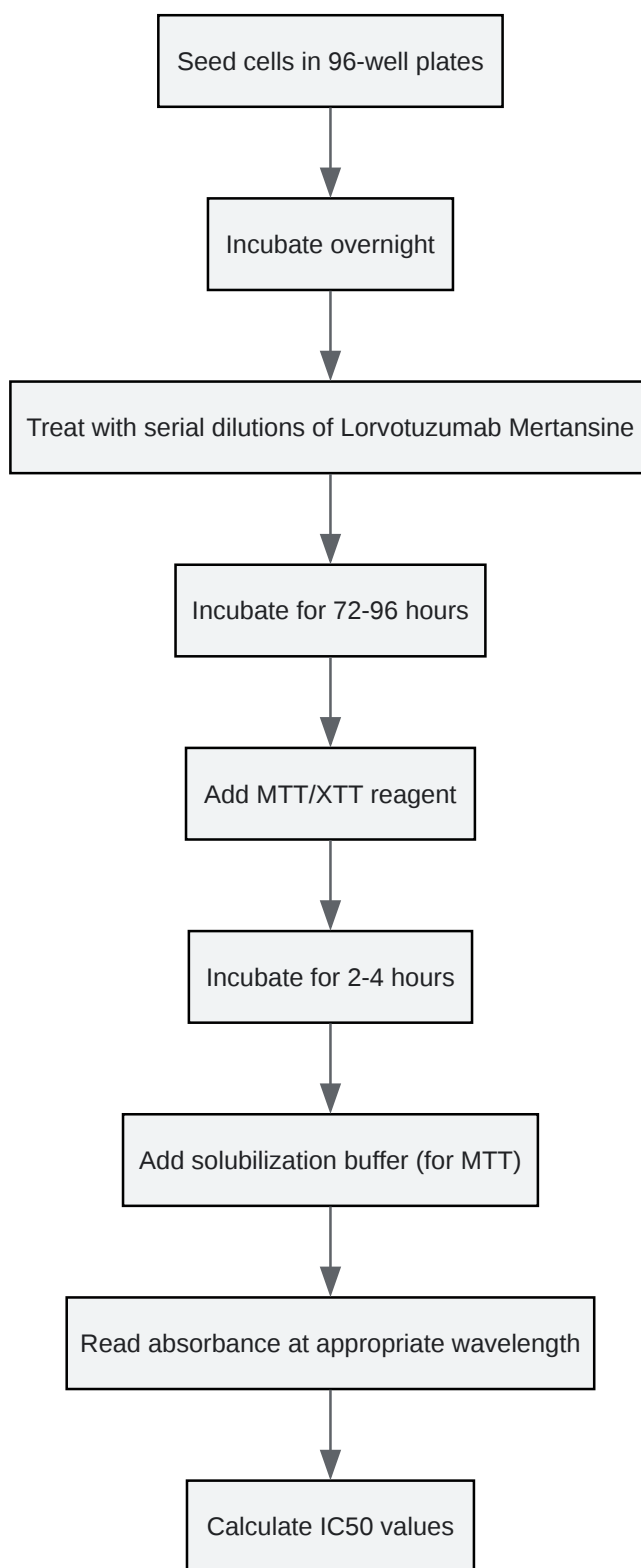 Seed cells in 96-well plates
Incubate overnight
Treat with serial dilutions of Lorvotuzumab Mertansine
Incubate for 72-96 hours
Add MTT/XTT reagent
Incubate for 2-4 hours
Add solubilization buffer (for MTT)
Read absorbance at appropriate wavelength
Calculate IC50 values